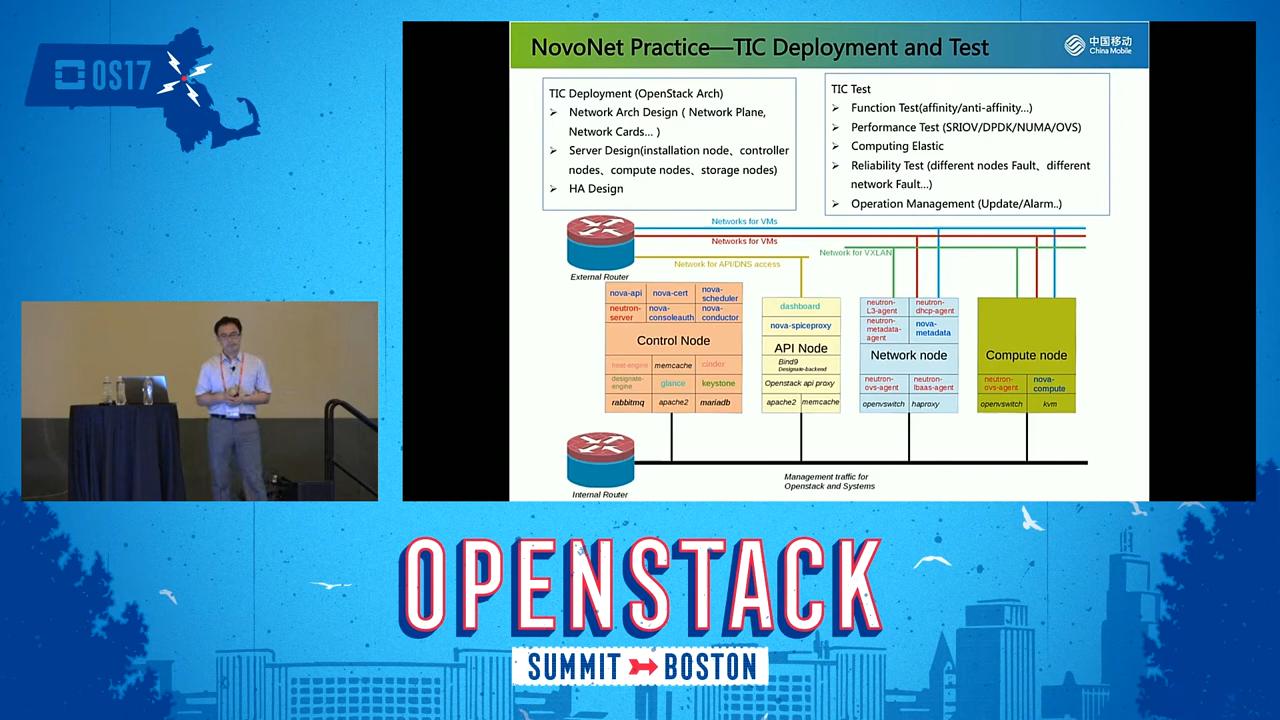 OS17
NovoNet Practice—TIC Deployment and Test
中国移动
China Mobile
TIC Deployment (OpenStack Arch)
Network Arch Design ( Network Plane,
Network Cards... )
Server Design(installation node、controller
nodes、compute nodes、storage nodes)
HA Design
TIC Test
Function Test(affinity/anti-affinity...)
Performance Test (SRIOV/DPDK/NUMA/OVS)
Computing Elastic
Reliability Test (different nodes Fault、different
network Fault...)
Operation Management (Update/Alarm..)
Networks for VMs
Networks for VMs
Network for VXLAN
Network for API/DNS access
External Router
nova-api
nova-cert
nova-
scheduler
neutron-
server
nova-
consoleauth
nova-
conductor
Control Node
heat-engine
memcache
cinder
designate-
engine
glance
keystone
rabbitmq
apache2
mariadb
dashboard
nova-spiceproxy
API Node
Bind9
Designate-backend
Openstack api proxy
apache2
memcache
neutron-
L3-agent
neutron-
dhcp-agent
neutron-
metadata-
agent
nova-
metadata
Network node
neutron-
ovs-agent
neutron-
lbaas-agent
openvswitch
haproxy
Compute node
neutron-
ovs-agent
nova-
compute
openvswitch
kvm
Internal Router
Management traffic for
Openstack and Systems
OPENSTACK
SUMMIT BOSTON